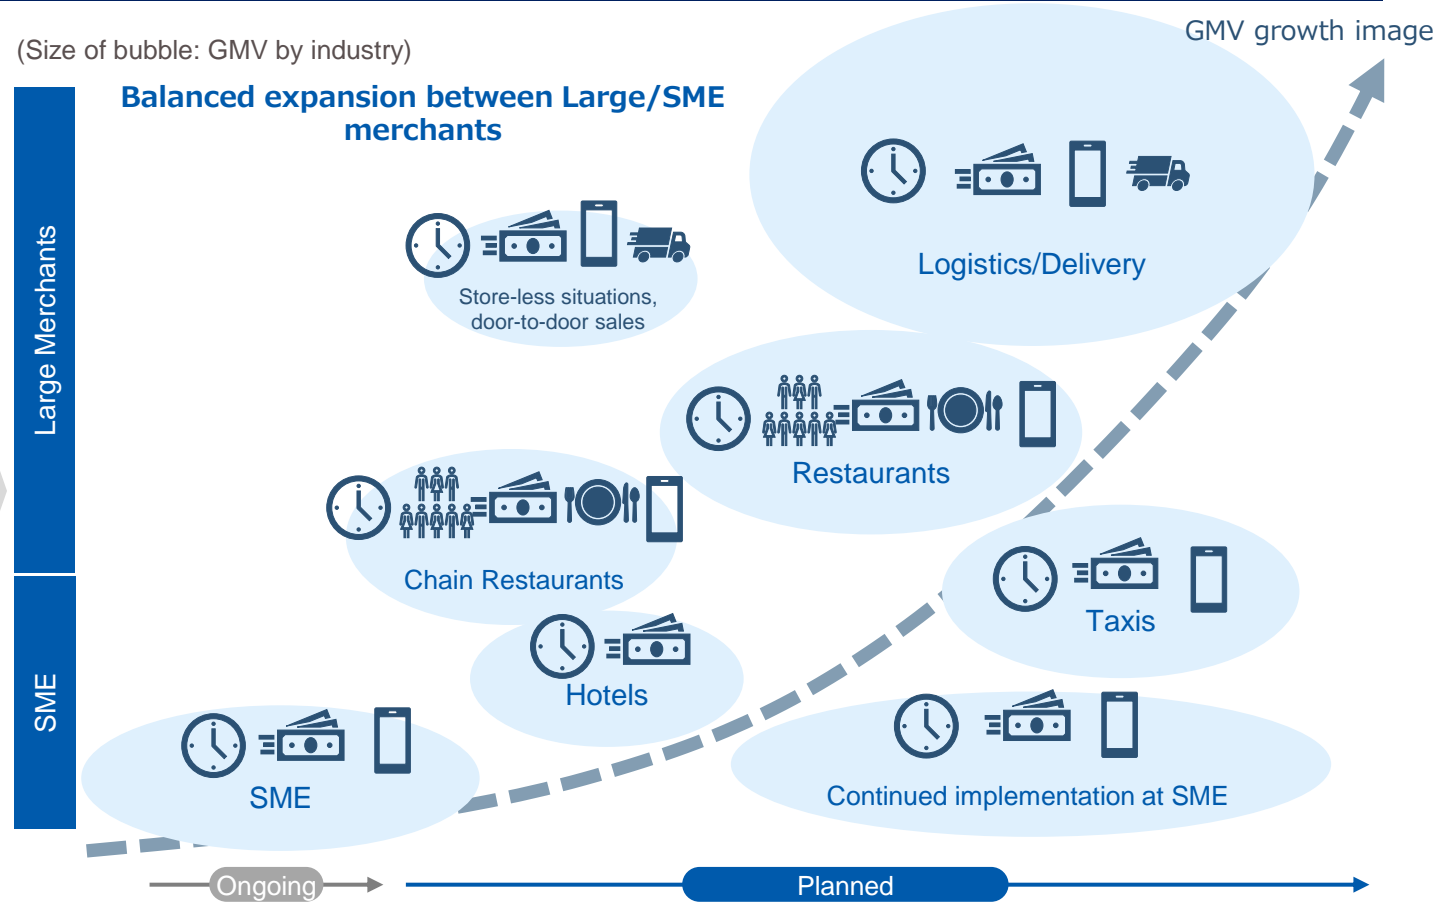 GMV growth image
(Size of bubble: GMV by industry)
Balanced expansion between Large/SME
merchants
Large Merchants
SME
Logistics/Delivery
Store-less situations,
door-to-door sales
Restaurants
Chain Restaurants
Taxis
Hotels
SME
Continued implementation at SME
Ongoing
Planned